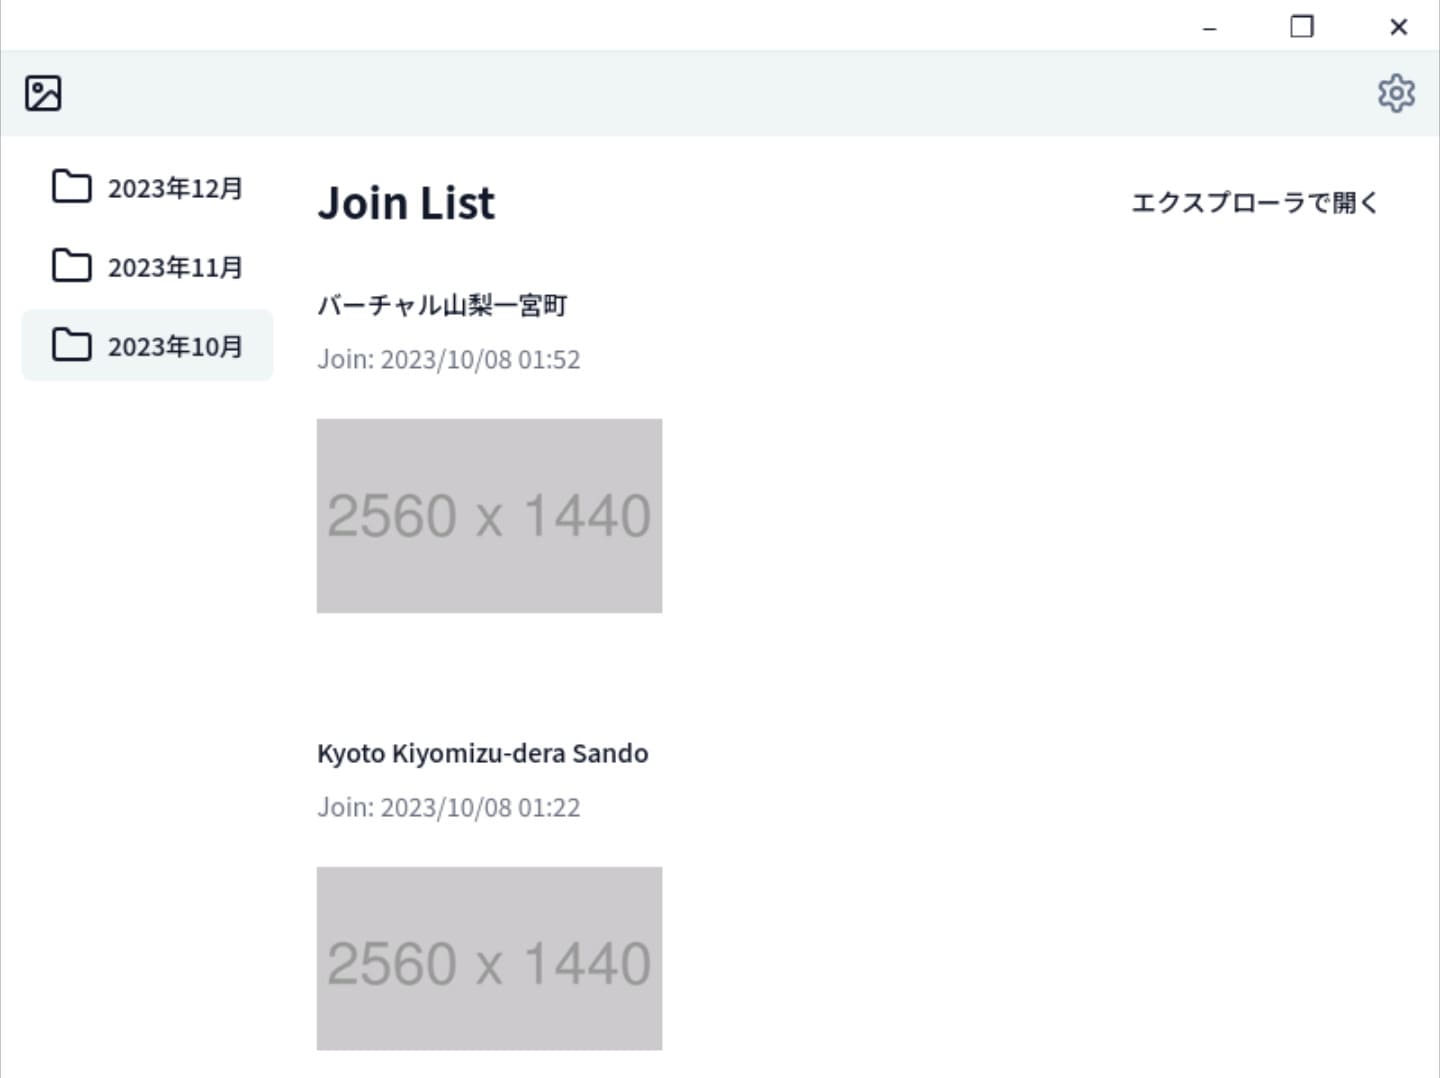 2023年12月
2023年11月
2023年10月
Join List
エクスプローラで開く
バーチャル山梨一宮町
Join: 2023/10/08 01:52
2560 x 1440
Kyoto Kiyomizu-dera Sando
Join: 2023/10/08 01:22
2560 x 1440